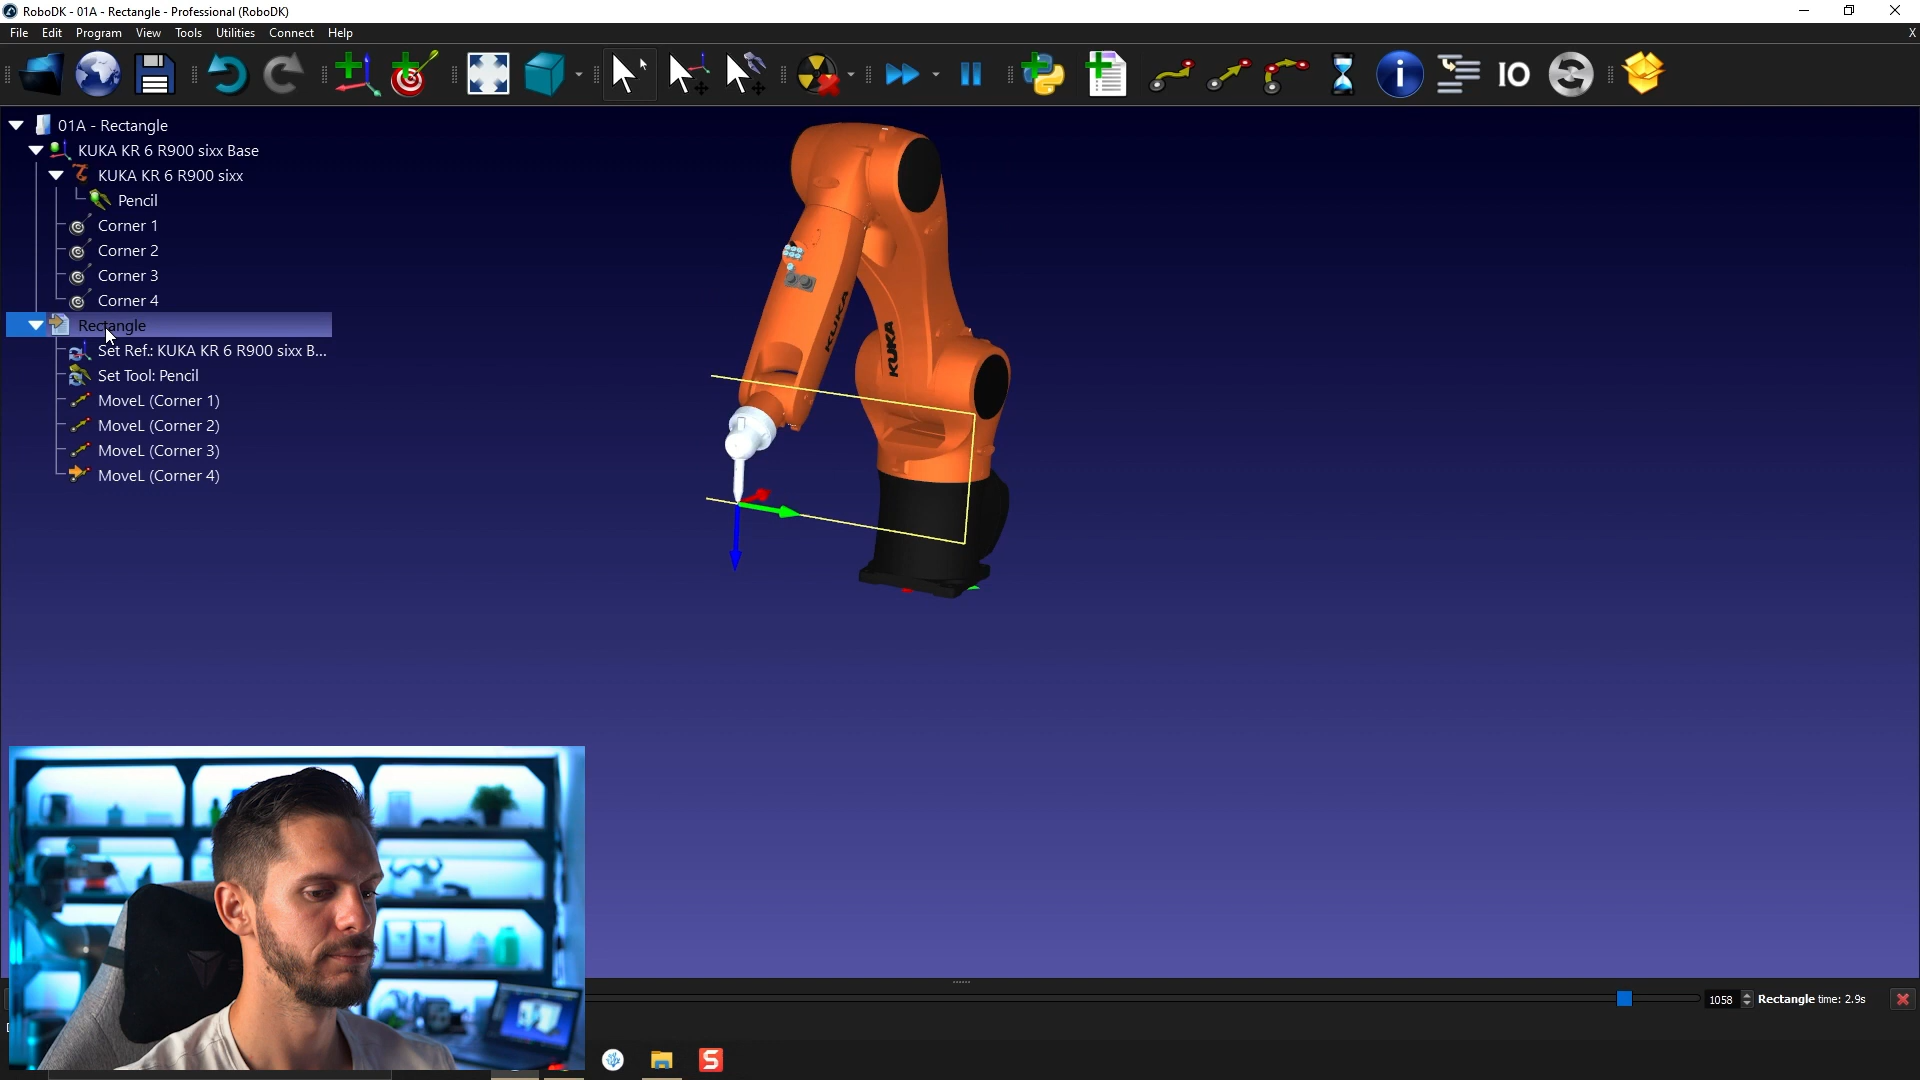 RoboDK - 01A - Rectangle - Professional (RoboDK)
File Edit Program View Tools Utilities Connect Help
X
IO
01A - Rectangle
KUKA KR 6 R900 sixx Base
KUKA KR 6 R900 sixx
Pencil
Corner 1
Corner 2
Corner 3
Corner 4
Rectangle
Set Ref.: KUKA KR 6 R900 sixx B...
Set Tool: Pencil
MoveL (Corner 1)
MoveL (Corner 2)
MoveL (Corner 3)
MoveL (Corner 4)
KUKA
KUKA
1058 Rectangle time: 2.9s
S